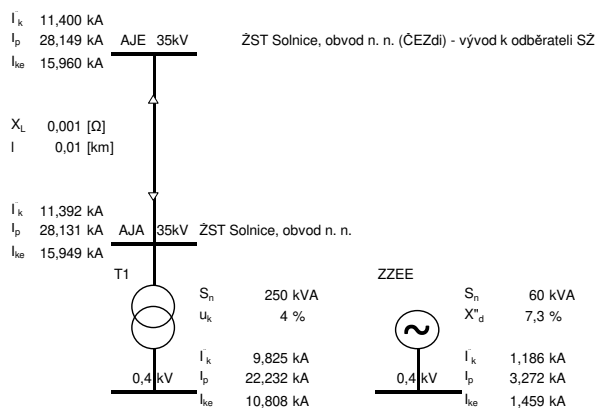 I¨k 11,400 kA
Ip 28,149 kA AJE 35kV ŽST Solnice, obvod n. n. (ČEZdi) - vývod k odběrateli SŽ
Ike 15,960 kA
XL 0,001 [Ω]
l 0,01 [km]
I¨k 11,392 kA
Ip 28,131 kA AJA 35kV ŽST Solnice, obvod n. n.
Ike 15,949 kA
T1 ZZEE
Sn 250 kVA Sn 60 kVA
uk 4 % X"d 7,3 %
I¨k 9,825 kA I¨k 1,186 kA
0,4 kV Ip 22,232 kA 0,4 kV Ip 3,272 kA
Ike 10,808 kA Ike 1,459 kA